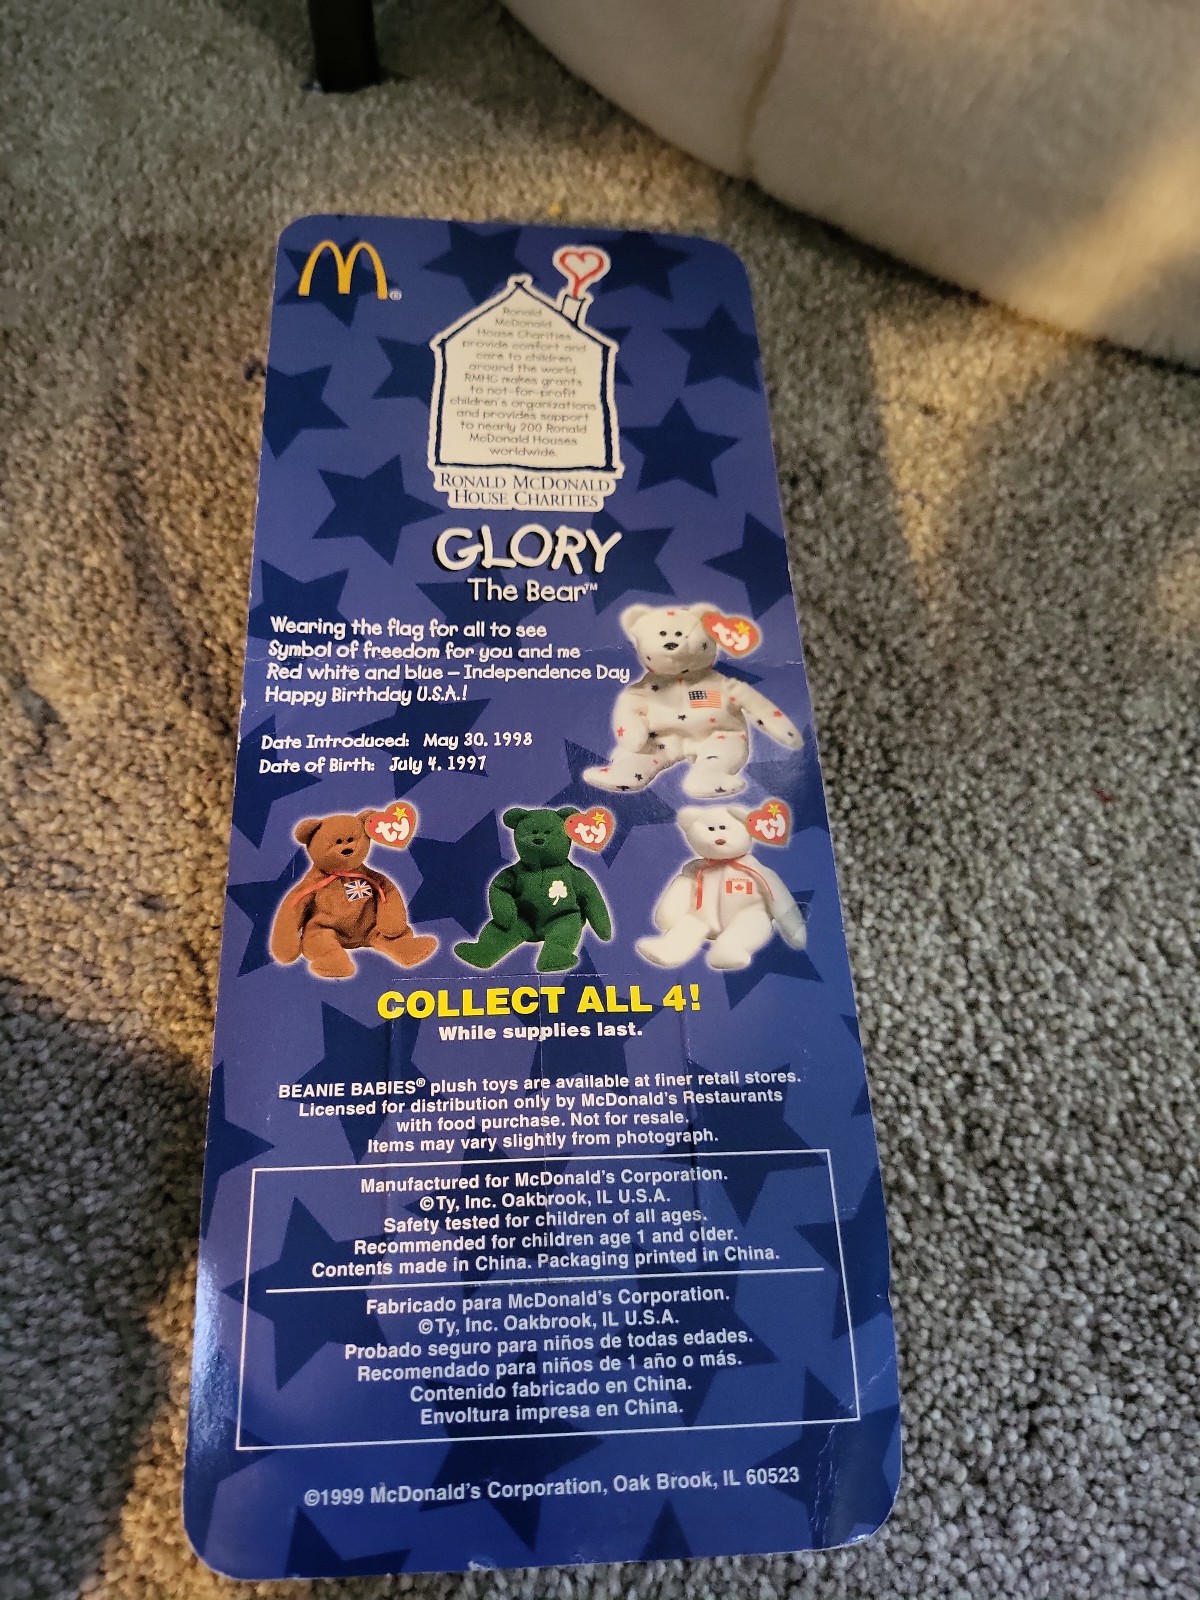 Ronald
McDonald
House Charities
provide comfort and
care to children
around the world.
RMHC makes grants
to not-for-profit
children's organizations
and provides support
to nearly 200 Ronald
McDonald Houses
worldwide.
RONALD MCDONALD
HOUSE CHARITIES
GLORY
The Bear™
Wearing the flag for all to see
Symbol of freedom for you and me
Red white and blue – Independence Day
Happy Birthday U.S.A.!
Date Introduced: May 30, 1998
Date of Birth: July 4, 1997
ty
ty
ty
ty
COLLECT ALL 4!
While supplies last.
BEANIE BABIES® plush toys are available at finer retail stores.
Licensed for distribution only by McDonald's Restaurants
with food purchase. Not for resale.
Items may vary slightly from photograph.
Manufactured for McDonald's Corporation.
©Ty, Inc. Oakbrook, IL U.S.A.
Safety tested for children of all ages.
Recommended for children age 1 and older.
Contents made in China. Packaging printed in China.
Fabricado para McDonald's Corporation.
©Ty, Inc. Oakbrook, IL U.S.A.
Probado seguro para niños de todas edades.
Recomendado para niños de 1 año o más.
Contenido fabricado en China.
Envoltura impresa en China.
©1999 McDonald's Corporation, Oak Brook, IL 60523